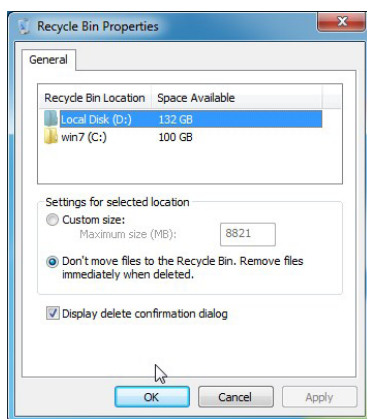 Recycle Bin Properties
General
Recycle Bin Location Space Available
Local Disk (D:) 132 GB
win7 (C:) 100 GB
Settings for selected location
Custom size:
Maximum size (MB): 8821
Don't move files to the Recycle Bin. Remove files
immediately when deleted.
Display delete confirmation dialog
OK Cancel Apply